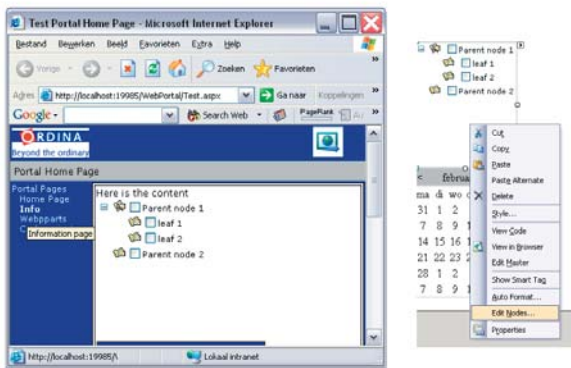 Test Portal Home Page - Microsoft Internet Explorer
Bestand Bewerken Beeld Favorieten Extra Help
Vorige Zoeken Favorieten
Adres http://localhost:19985/WebPortal/Test.aspx Ga naar Koppelingen
Google Search Web PageRank
ORDINA
Beyond the ordinary
Portal Home Page
Portal Pages
Home Page
Info
Webpparts
C
Information page
Here is the content
Parent node 1
leaf 1
leaf 2
Parent node 2
http://localhost:19985/\ Lokaal intranet
Parent node 1
leaf 1
leaf 2
Parent node 2
< februa
ma di wo
31 1 2
7 8 9 1
14 15 16 1
21 22 23 2
28 1 2
7 8 9 1
Cut
Copy
Paste
Paste Alternate
Delete
Style...
View Code
View in Browser
Edit Master
Show Smart Tag
Auto Format...
Edit Nodes...
Properties